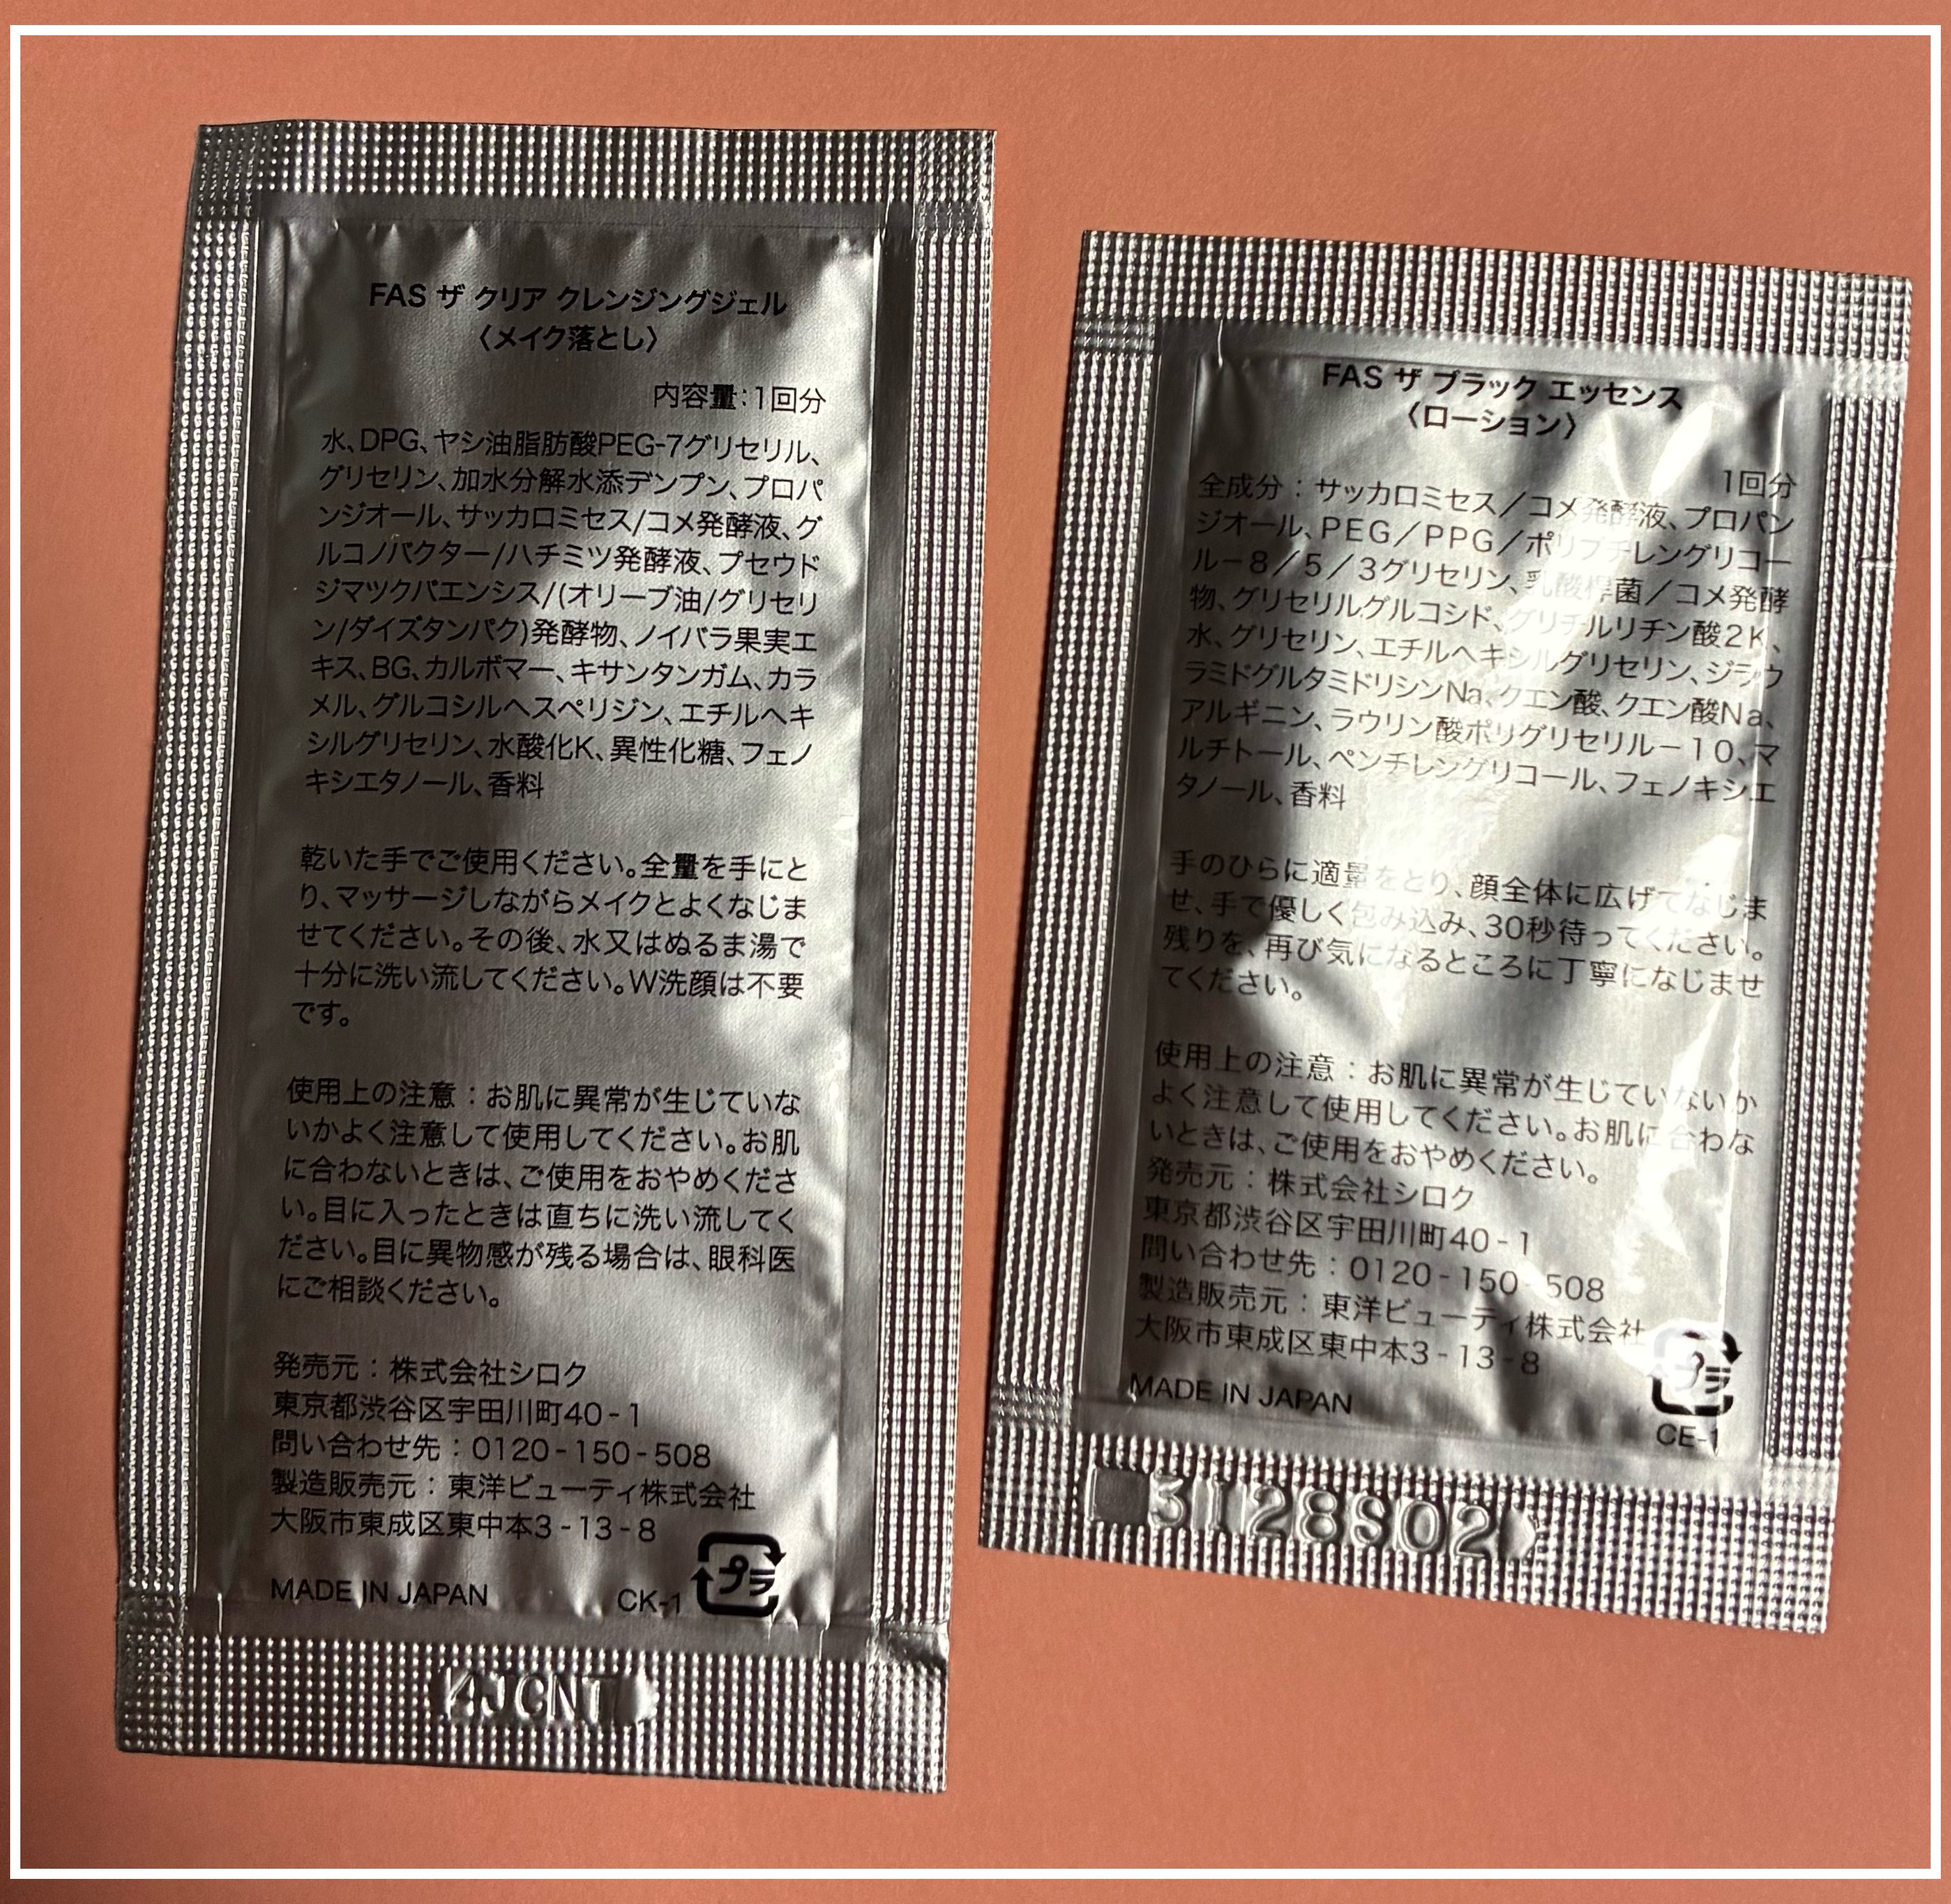 FAS ザ クリア クレンジングジェル
〈メイク落とし〉
内容量:1回分
水、DPG、ヤシ油脂肪酸PEG-7グリセリル、
グリセリン、加水分解水添デンプン、プロパ
ンジオール、サッカロミセス/コメ発酵液、グ
ルコノバクター/ハチミツ発酵液、プセウド
ジマックバエンシス/(オリーブ油/グリセリ
ン/ダイズタンパク)発酵物、ノイバラ果実エ
キス、BG、カルボマー、キサンタンガム、カラ
メル、グルコシルヘスペリジン、エチルヘキ
シルグリセリン、水酸化K、異性化糖、フェノ
キシエタノール、香料
乾いた手でご使用ください。全量を手にと
り、マッサージしながらメイクとよくなじま
せてください。その後、水又はぬるま湯で
十分に洗い流してください。W洗顔は不要
です。
使用上の注意：お肌に異常が生じていな
いかよく注意して使用してください。お肌
に合わないときは、ご使用をおやめくださ
い。目に入ったときは直ちに洗い流してく
ださい。目に異物感が残る場合は、眼科医
にご相談ください。
発売元：株式会社シロク
東京都渋谷区宇田川町40-1
問い合わせ先：0120-150-508
製造販売元：東洋ビューティ株式会社
大阪市東成区東中本3-13-8
MADE IN JAPAN CK-1 プラ
4JCNT
FAS ザ ブラック エッセンス
〈ローション〉
1回分
全成分：サッカロミセス／コメ発酵液、プロパン
ジオール、PEG／PPG／ポリブチレングリコー
ル－8／5／3グリセリン、乳酸桿菌／コメ発酵
物、グリセリルグルコシド、グリチルリチン酸2K、
水、グリセリン、エチルヘキシルグリセリン、ジラウ
ラミドグルタミドリシンNa、クエン酸、クエン酸Na、
アルギニン、ラウリン酸ポリグリセリル－10、マ
ルチトール、ペンチレングリコール、フェノキシエ
タノール、香料
手のひらに適量をとり、顔全体に広げてなじま
せ、手で優しく包み込み、30秒待ってください。
残りを、再び気になるところに丁寧になじませ
てください。
使用上の注意：お肌に異常が生じていないか
よく注意して使用してください。お肌に合わな
いときは、ご使用をおやめください。
発売元：株式会社シロク
東京都渋谷区宇田川町40-1
問い合わせ先：0120-150-508
製造販売元：東洋ビューティ株式会社
大阪市東成区東中本3-13-8
MADE IN JAPAN
プラ
CE-1
3I128S02